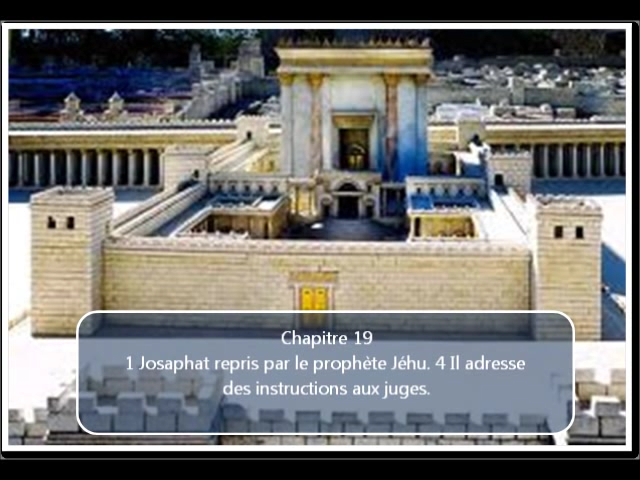 Chapitre 19
1 Josaphat repris par le prophète Jéhu. 4 Il adresse
des instructions aux juges.